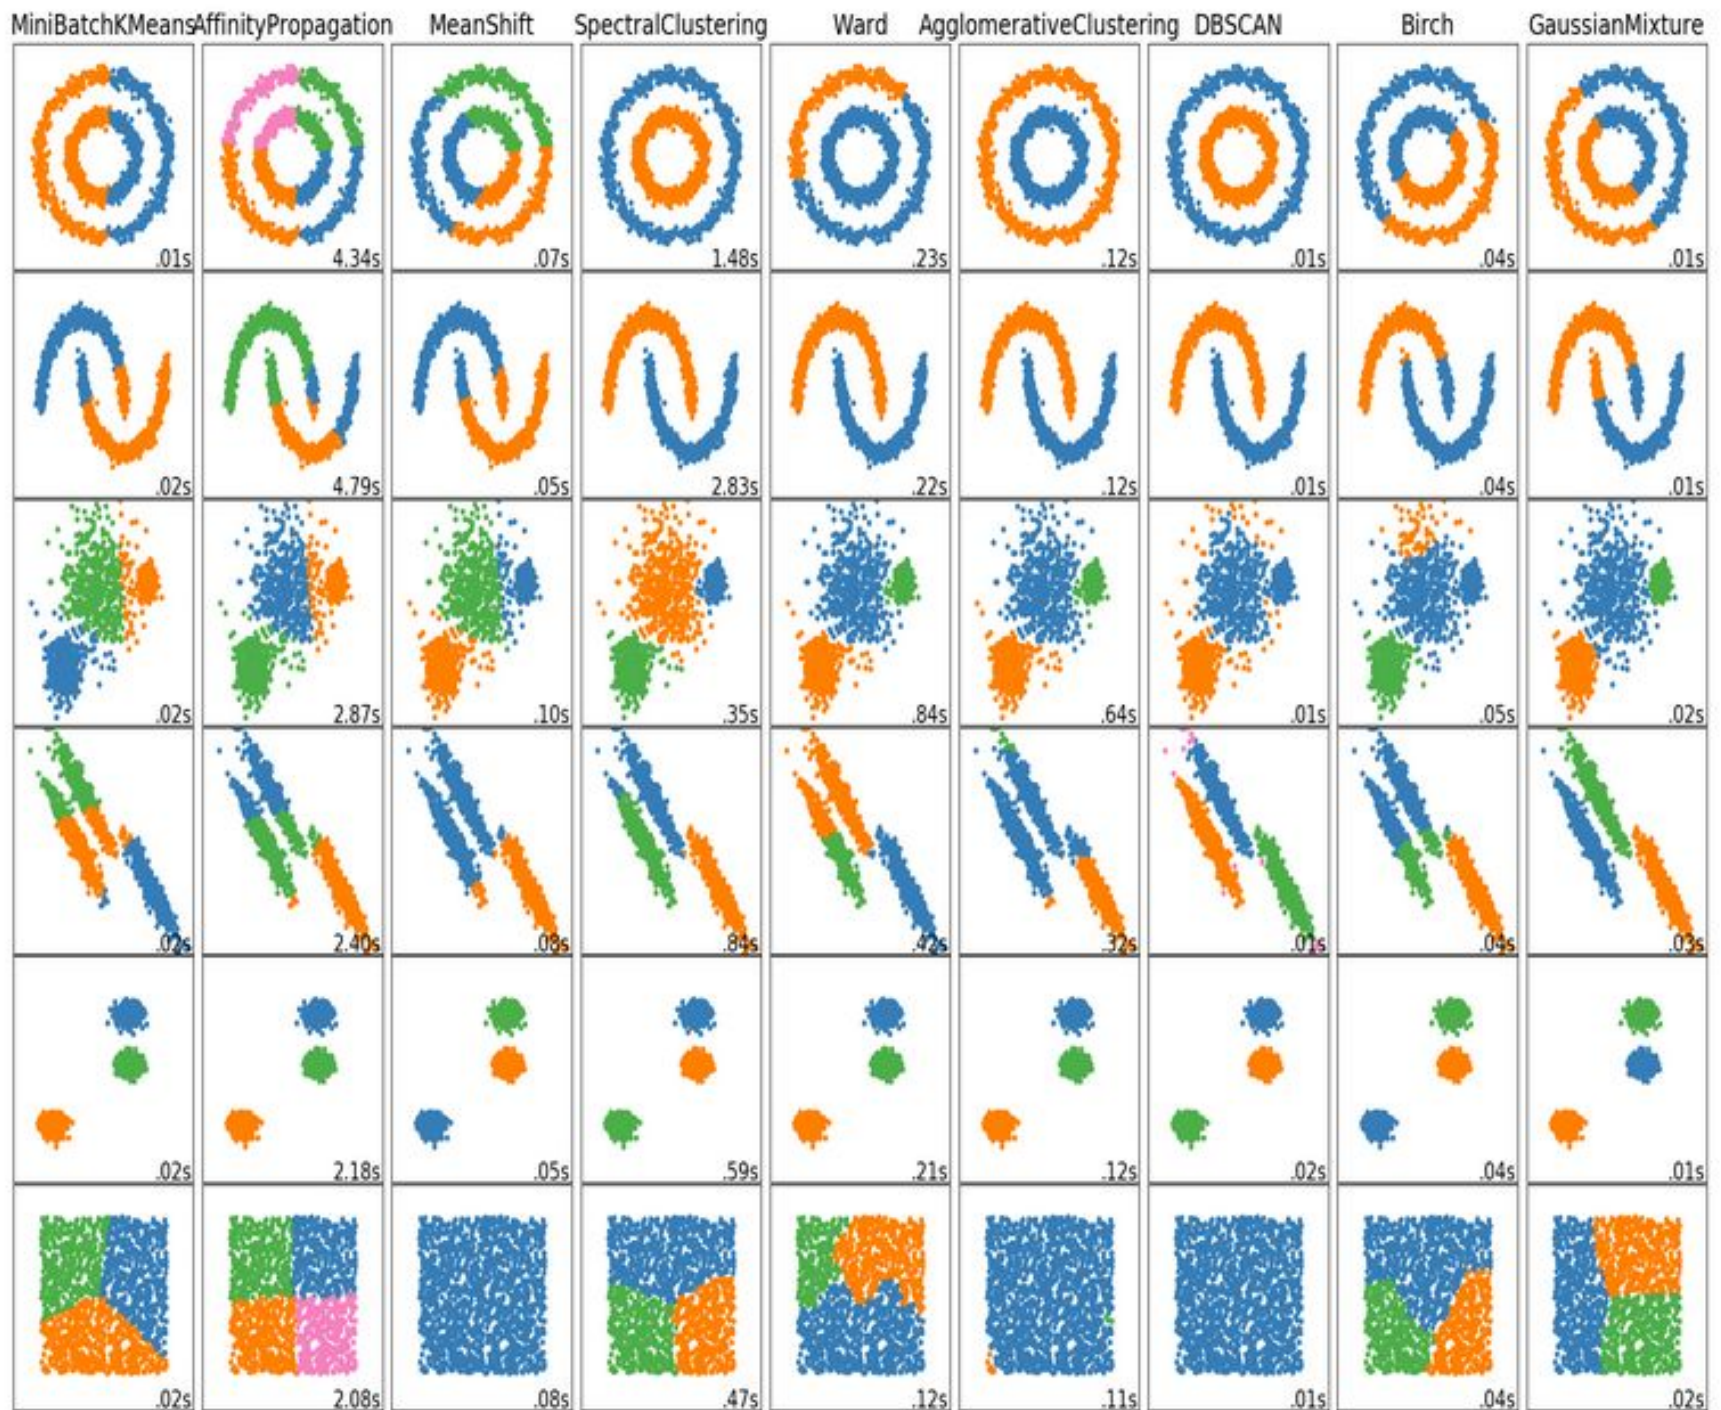 MiniBatchKMeans AffinityPropagation MeanShift SpectralClustering Ward AgglomerativeClustering DBSCAN Birch GaussianMixture
.01s 4.34s .07s 1.48s .23s .12s .01s .04s .01s
.02s 4.79s .05s 2.83s .22s .12s .01s .04s .01s
.02s 2.87s .10s .35s .84s .64s .01s .05s .02s
.02s 2.40s .08s .84s .42s .32s .01s .04s .03s
.02s 2.18s .05s .59s .21s .12s .02s .04s .01s
.02s 2.08s .08s .47s .12s .11s .01s .04s .02s